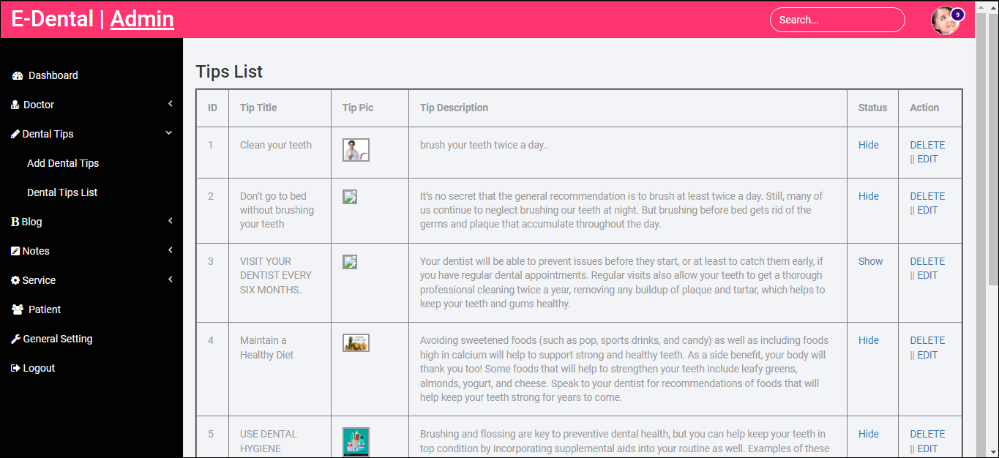 E-Dental | Admin
Search...
9
Dashboard
Doctor
Dental Tips
Add Dental Tips
Dental Tips List
Blog
Notes
Service
Patient
General Setting
Logout
Tips List
ID Tip Title Tip Pic Tip Description Status Action
1 Clean your teeth brush your teeth twice a day.. Hide DELETE
|| EDIT
2 Don't go to bed It's no secret that the general recommendation is to brush at least twice a day. Still, many of Hide DELETE
without brushing us continue to neglect brushing our teeth at night. But brushing before bed gets rid of the || EDIT
your teeth germs and plaque that accumulate throughout the day.
3 VISIT YOUR Your dentist will be able to prevent issues before they start, or at least to catch them early, if Show DELETE
DENTIST EVERY you have regular dental appointments. Regular visits also allow your teeth to get a thorough || EDIT
SIX MONTHS. professional cleaning twice a year, removing any buildup of plaque and tartar, which helps to
keep your teeth and gums healthy.
4 Maintain a Avoiding sweetened foods (such as pop, sports drinks, and candy) as well as including foods Hide DELETE
Healthy Diet high in calcium will help to support strong and healthy teeth. As a side benefit, your body will || EDIT
thank you too! Some foods that will help to strengthen your teeth include leafy greens,
almonds, yogurt, and cheese. Speak to your dentist for recommendations of foods that will
help keep your teeth strong for years to come.
5 USE DENTAL Brushing and flossing are key to preventive dental health, but you can help keep your teeth in Hide DELETE
HYGIENE top condition by incorporating supplemental aids into your routine as well. Examples of these || EDIT